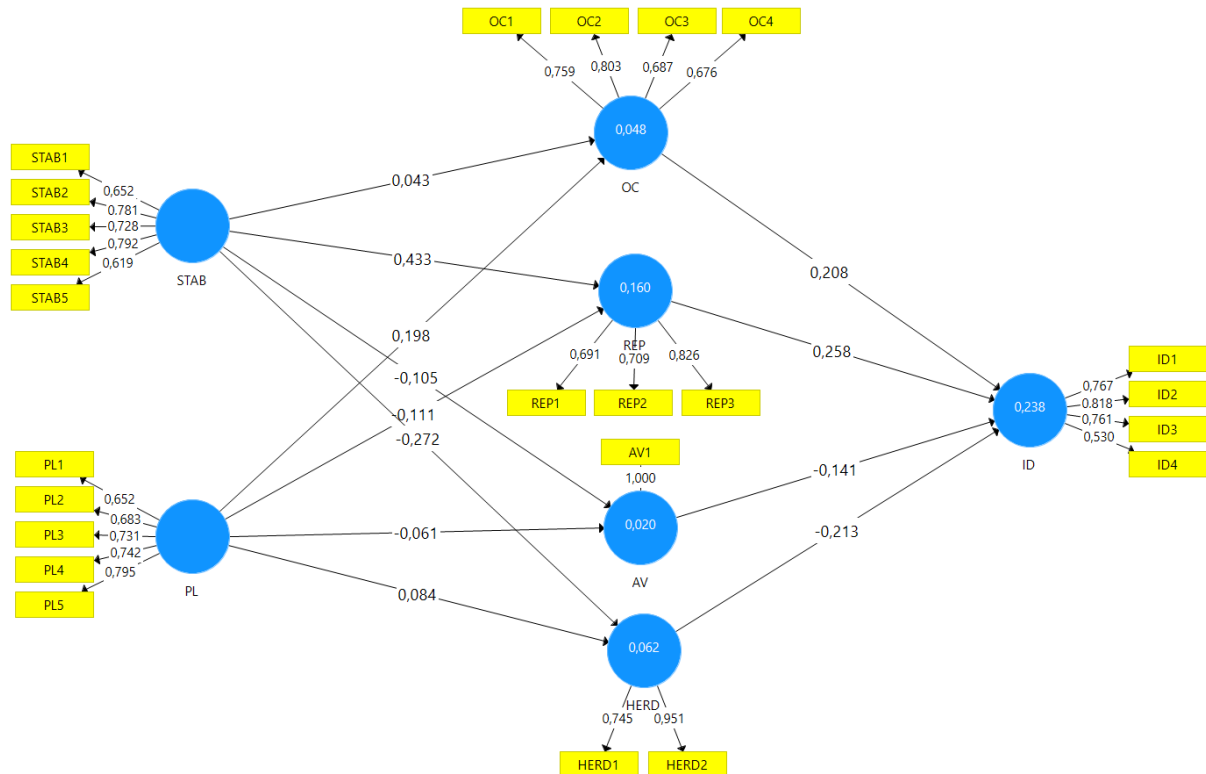 OC1
OC2
OC3
OC4
0,759
0,803
0,687
0,676
0,048
OC
STAB1
STAB2
STAB3
STAB4
STAB5
0,652
0.781
0,728
0,792
0,619
STAB
0,043
0,433
0,198
-0,105
-0,111
-0,272
0,160
REP
0,691
0,709
0,826
REP1
REP2
REP3
0,208
0,258
-0,141
-0,213
0,238
ID
0,767
0.818
0,761
0,530
ID1
ID2
ID3
ID4
PL1
PL2
PL3
PL4
PL5
0,652
0,683
0,731
0,742
0,795
PL
-0,061
0,084
AV1
1,000
0,020
AV
0,062
HERD
0,745
0,951
HERD1
HERD2